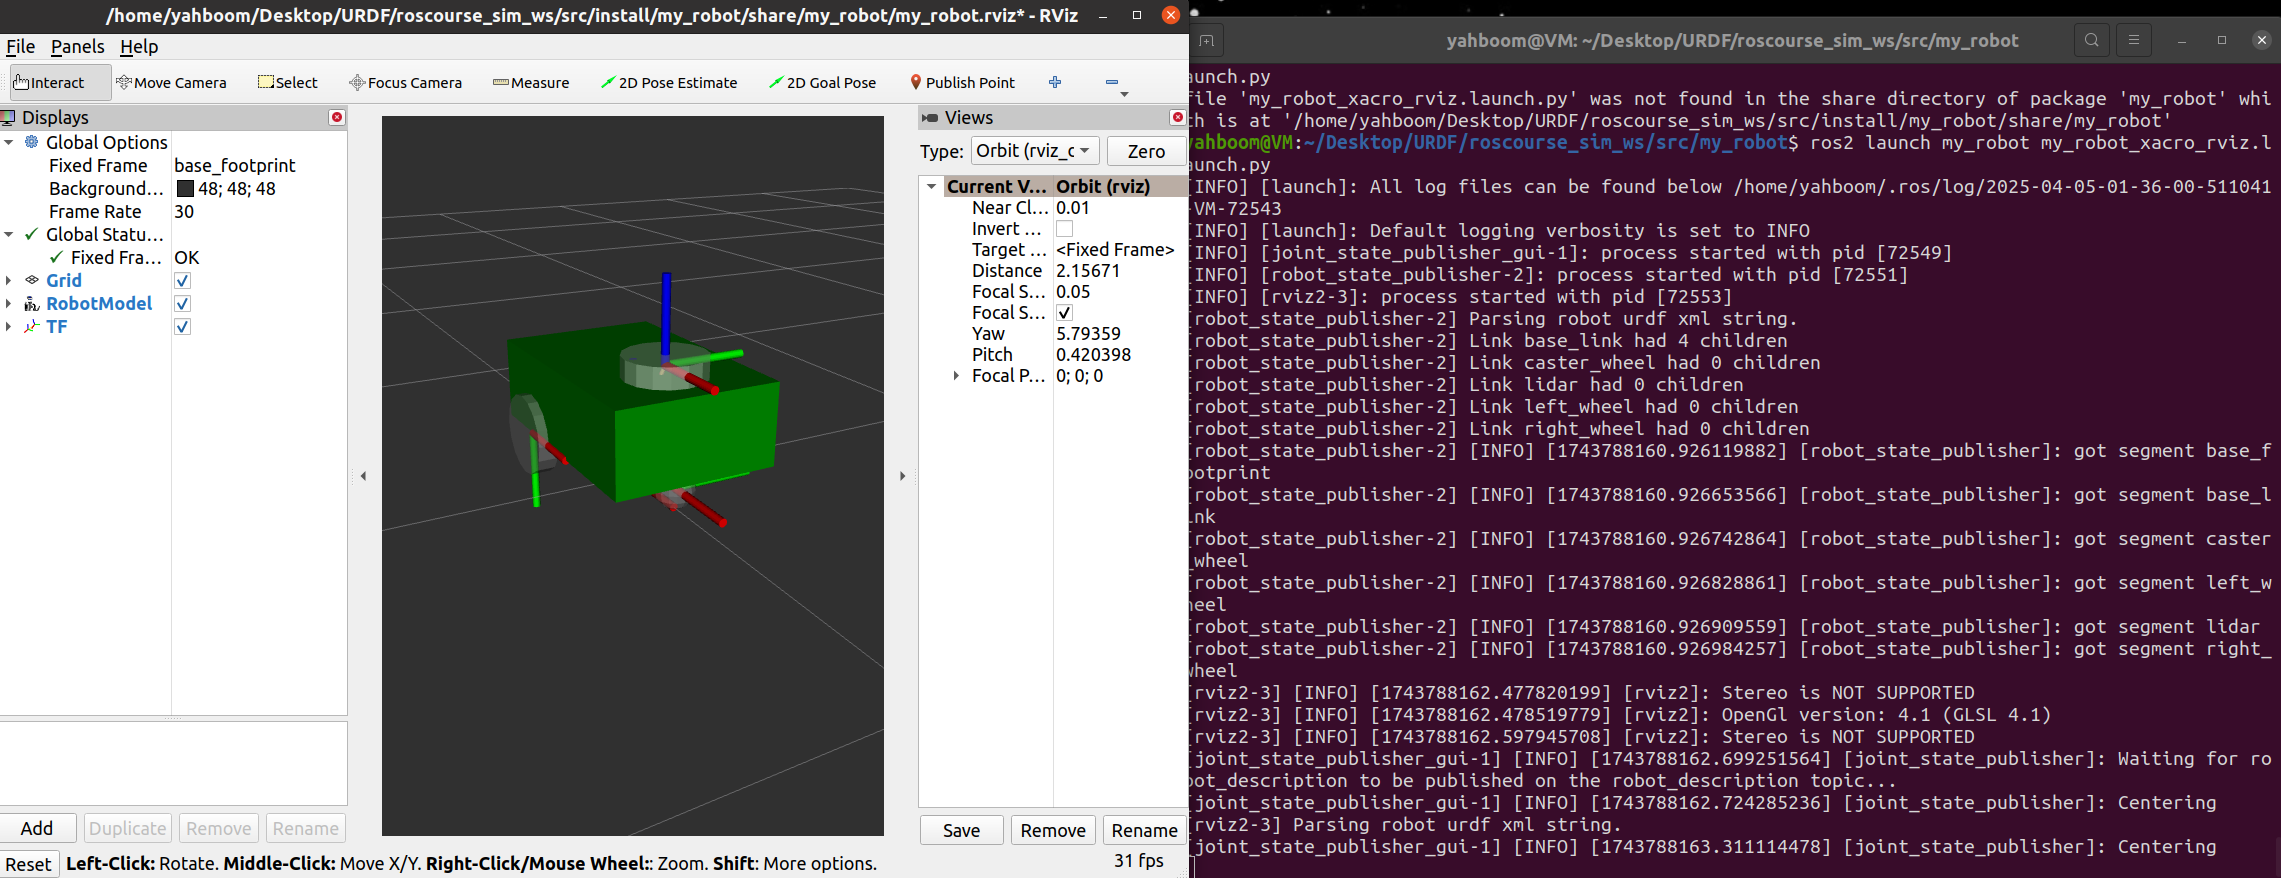 /home/yahboom/Desktop/URDF/roscourse_sim_ws/src/install/my_robot/share/my_robot/my_robot.rviz* - RViz
File Panels Help
Interact Move Camera Select Focus Camera Measure 2D Pose Estimate 2D Goal Pose Publish Point
Displays
Global Options
Fixed Frame base_footprint
Background... 48; 48; 48
Frame Rate 30
Global Statu...
Fixed Fra... OK
Grid
RobotModel
TF
Add Duplicate Remove Rename
Reset Left-Click: Rotate. Middle-Click: Move X/Y. Right-Click/Mouse Wheel:: Zoom. Shift: More options.
31 fps
Views
Type: Orbit (rviz_c Zero
Current V... Orbit (rviz)
Near Cl... 0.01
Invert ...
Target ... <Fixed Frame>
Distance 2.15671
Focal S... 0.05
Focal S...
Yaw 5.79359
Pitch 0.420398
Focal P... 0; 0; 0
Save Remove Rename
yahboom@VM: ~/Desktop/URDF/roscourse_sim_ws/src/my_robot
aunch.py
file 'my_robot_xacro_rviz.launch.py' was not found in the share directory of package 'my_robot' whi
ch is at '/home/yahboom/Desktop/URDF/roscourse_sim_ws/src/install/my_robot/share/my_robot'
yahboom@VM:~/Desktop/URDF/roscourse_sim_ws/src/my_robot$ ros2 launch my_robot my_robot_xacro_rviz.l
aunch.py
[INFO] [launch]: All log files can be found below /home/yahboom/.ros/log/2025-04-05-01-36-00-511041
-VM-72543
[INFO] [launch]: Default logging verbosity is set to INFO
[INFO] [joint_state_publisher_gui-1]: process started with pid [72549]
[INFO] [robot_state_publisher-2]: process started with pid [72551]
[INFO] [rviz2-3]: process started with pid [72553]
[robot_state_publisher-2] Parsing robot urdf xml string.
[robot_state_publisher-2] Link base_link had 4 children
[robot_state_publisher-2] Link caster_wheel had 0 children
[robot_state_publisher-2] Link lidar had 0 children
[robot_state_publisher-2] Link left_wheel had 0 children
[robot_state_publisher-2] Link right_wheel had 0 children
[robot_state_publisher-2] [INFO] [1743788160.926119882] [robot_state_publisher]: got segment base_f
ootprint
[robot_state_publisher-2] [INFO] [1743788160.926653566] [robot_state_publisher]: got segment base_l
ink
[robot_state_publisher-2] [INFO] [1743788160.926742864] [robot_state_publisher]: got segment caster
_wheel
[robot_state_publisher-2] [INFO] [1743788160.926828861] [robot_state_publisher]: got segment left_w
heel
[robot_state_publisher-2] [INFO] [1743788160.926909559] [robot_state_publisher]: got segment lidar
[robot_state_publisher-2] [INFO] [1743788160.926984257] [robot_state_publisher]: got segment right_
wheel
[rviz2-3] [INFO] [1743788162.477820199] [rviz2]: Stereo is NOT SUPPORTED
[rviz2-3] [INFO] [1743788162.478519779] [rviz2]: OpenGl version: 4.1 (GLSL 4.1)
[rviz2-3] [INFO] [1743788162.597945708] [rviz2]: Stereo is NOT SUPPORTED
[joint_state_publisher_gui-1] [INFO] [1743788162.699251564] [joint_state_publisher]: Waiting for ro
bot_description to be published on the robot_description topic...
[joint_state_publisher_gui-1] [INFO] [1743788162.724285236] [joint_state_publisher]: Centering
[rviz2-3] Parsing robot urdf xml string.
[joint_state_publisher_gui-1] [INFO] [1743788163.311114478] [joint_state_publisher]: Centering